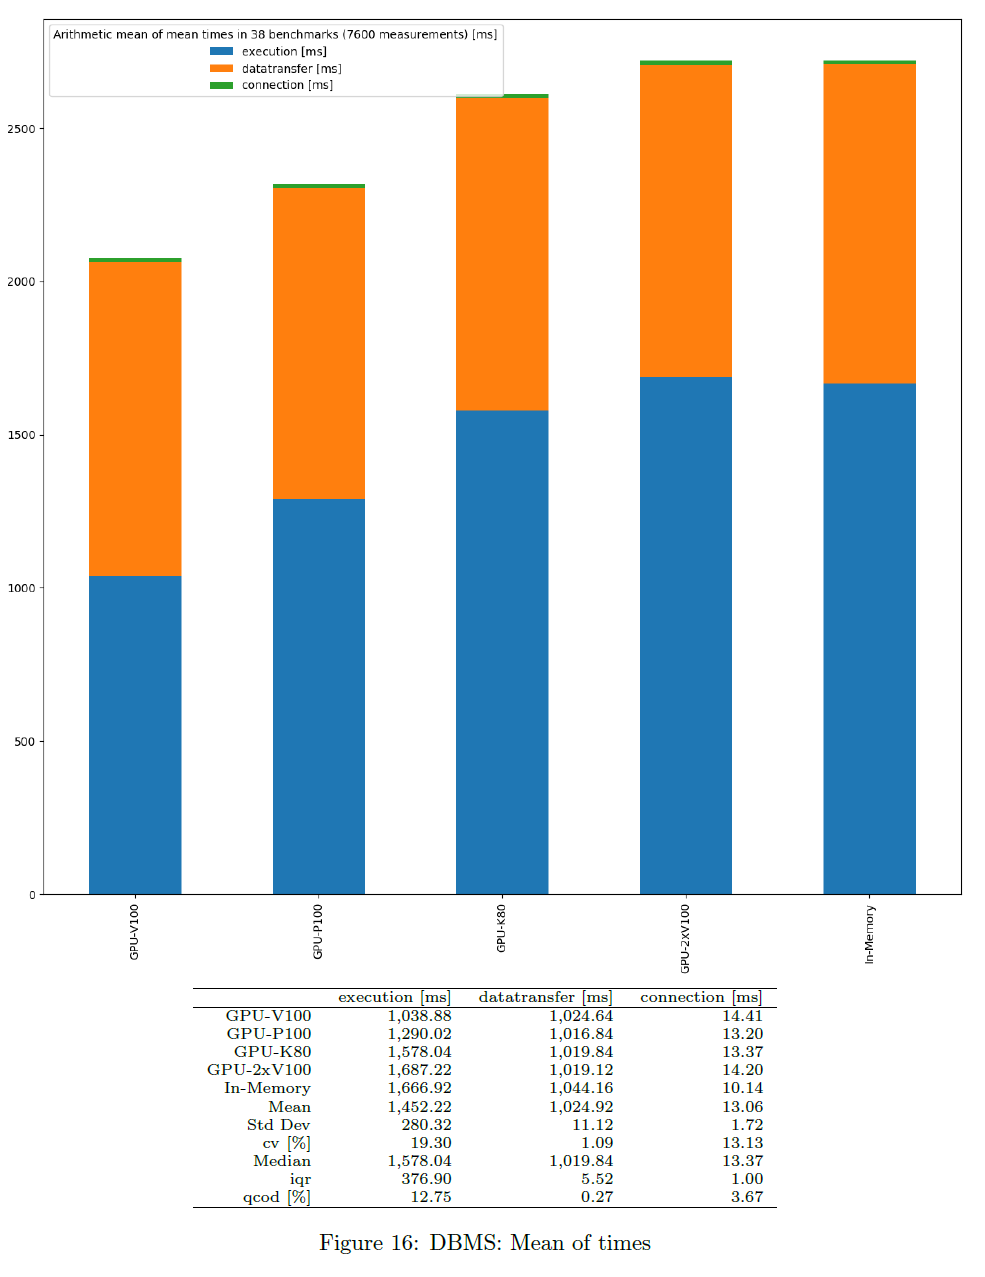 Arithmetic mean of mean times in 38 benchmarks (7600 measurements) [ms]
execution [ms]
datatransfer [ms]
connection [ms]
2500
2000
1500
1000
500
0
GPU-V100
GPU-P100
GPU-K80
GPU-2xV100
In-Memory
execution [ms] datatransfer [ms] connection [ms]
GPU-V100 1,038.88 1,024.64 14.41
GPU-P100 1,290.02 1,016.84 13.20
GPU-K80 1,578.04 1,019.84 13.37
GPU-2xV100 1,687.22 1,019.12 14.20
In-Memory 1,666.92 1,044.16 10.14
Mean 1,452.22 1,024.92 13.06
Std Dev 280.32 11.12 1.72
cv [%] 19.30 1.09 13.13
Median 1,578.04 1,019.84 13.37
iqr 376.90 5.52 1.00
qcod [%] 12.75 0.27 3.67
Figure 16: DBMS: Mean of times